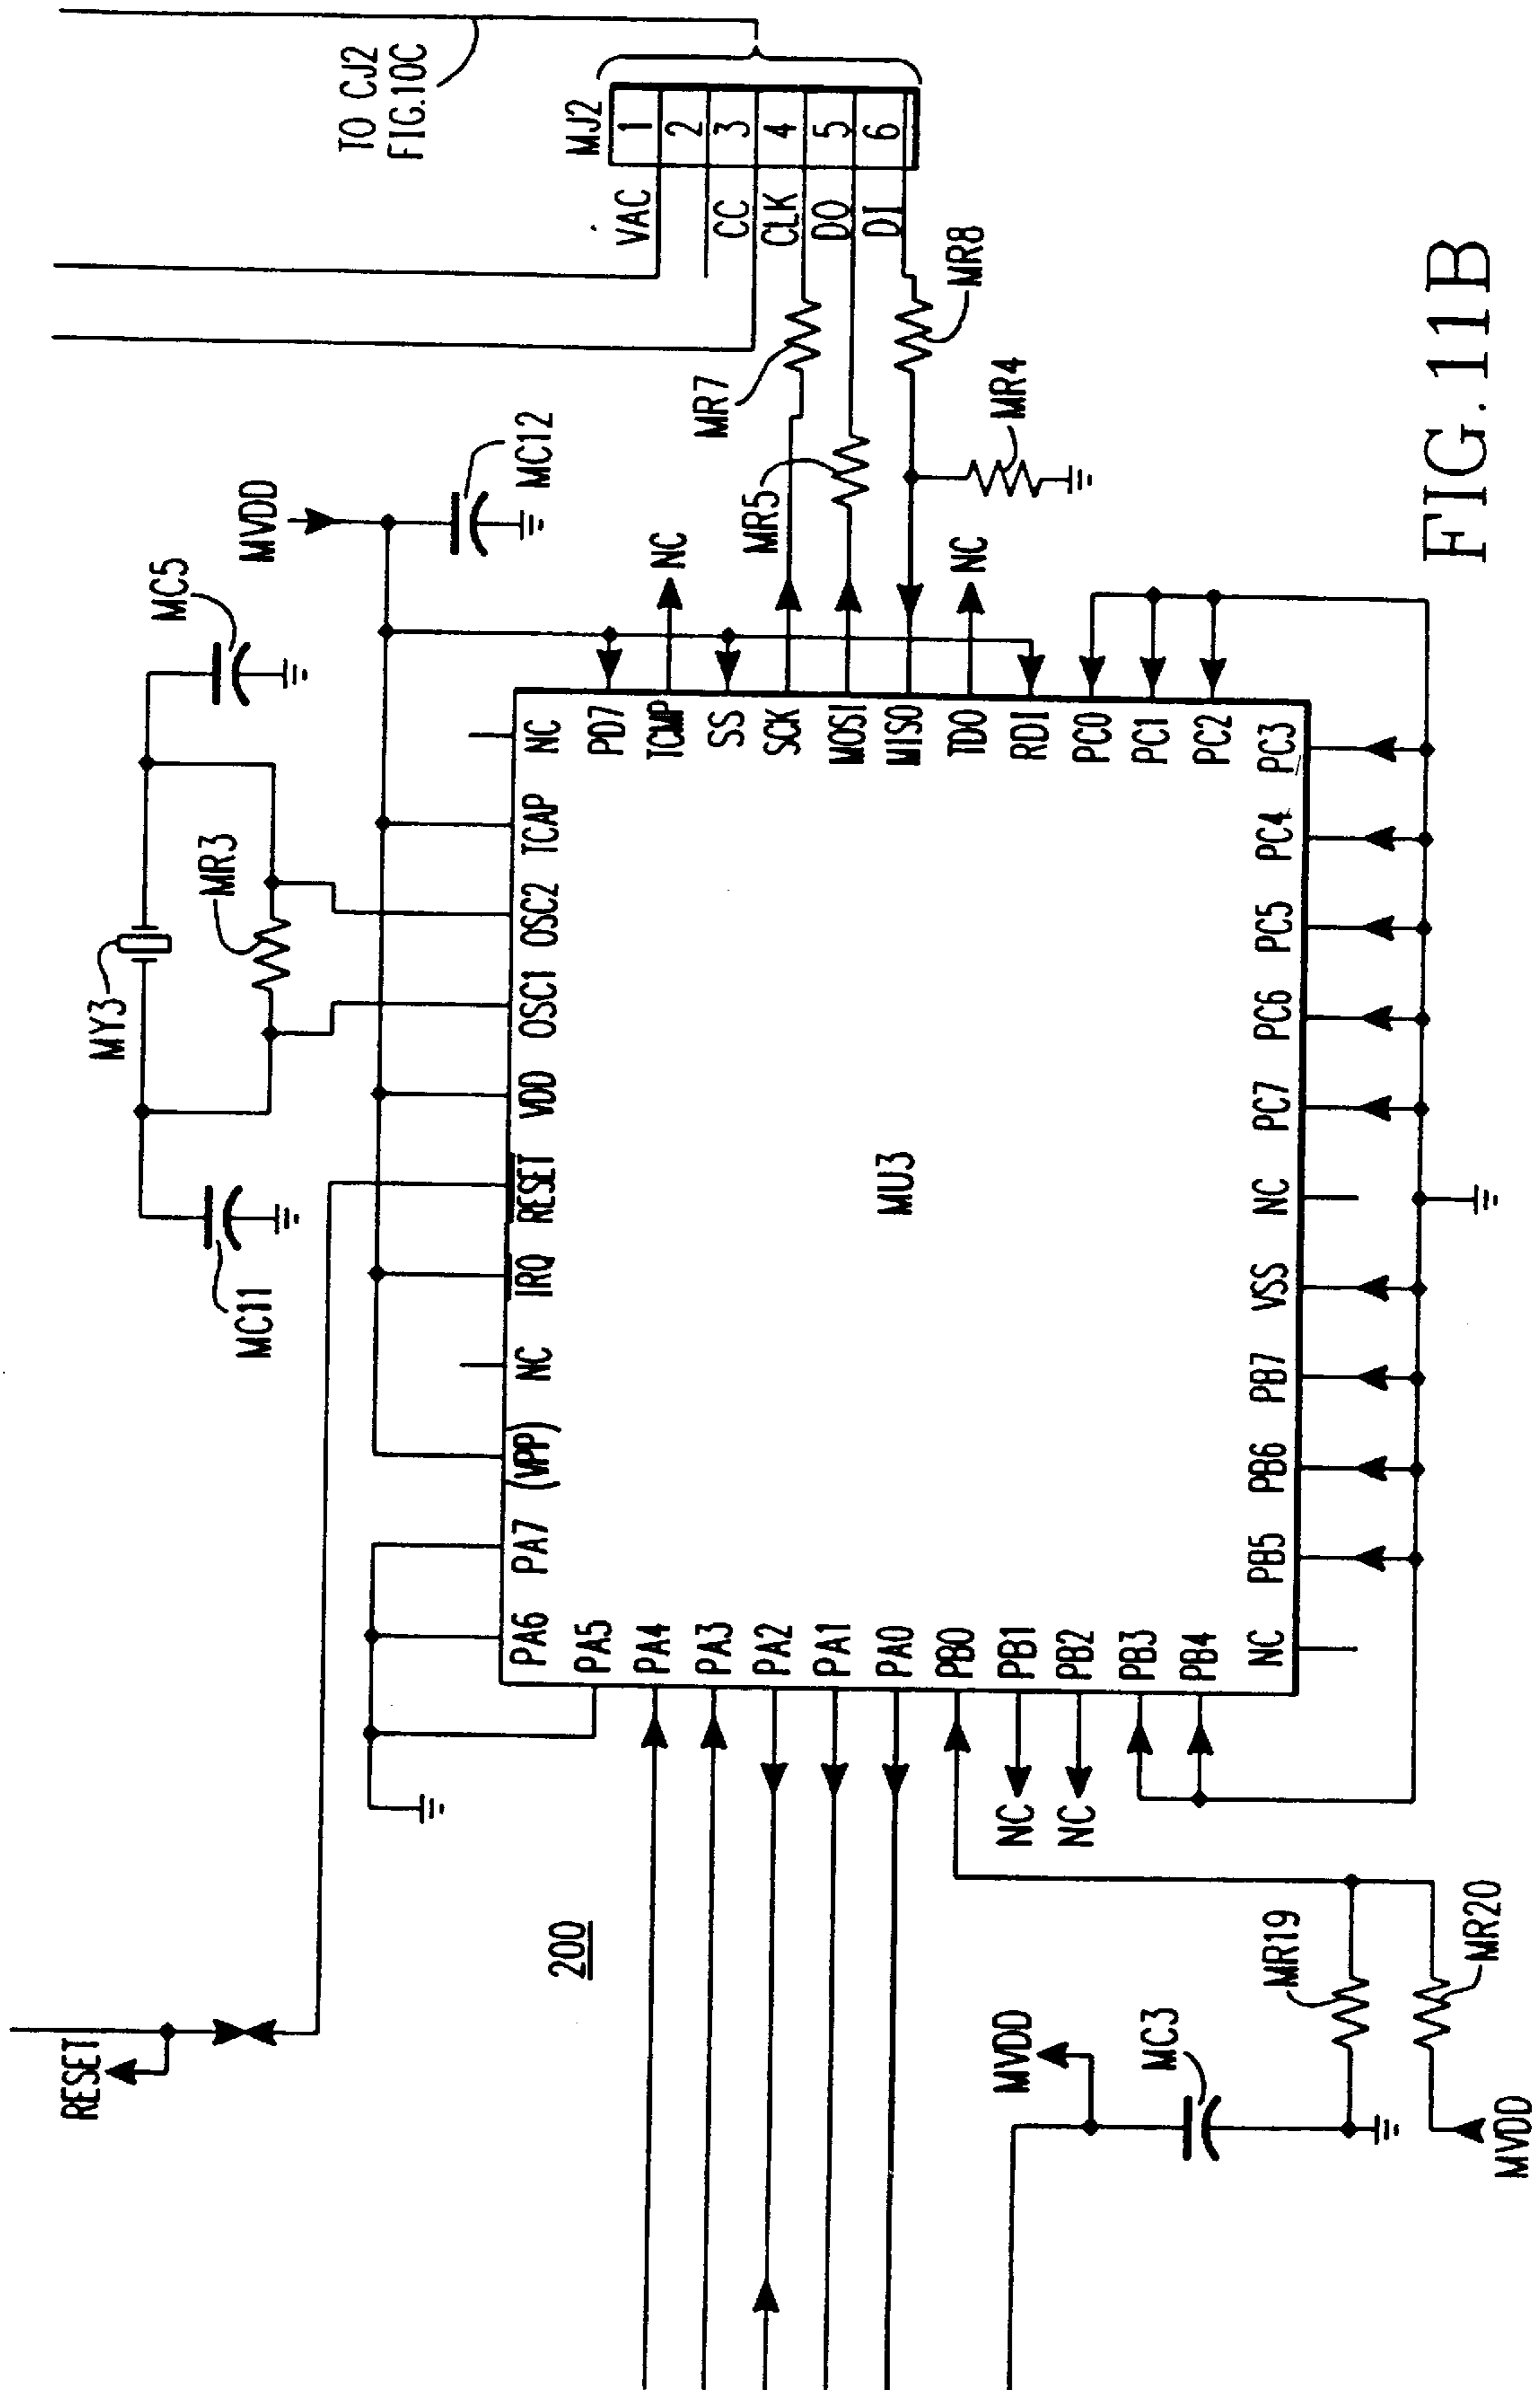 TO CJ2
FIG.10C
MJ2
1
2
3
4
5
6
VAC
CC
CLK
DO
DI
MR7
MR5
MR8
MR4
MVDD
MC12
MC5
MY3
MR3
MC11
NC
NC
NC
PD7
TCMP
SS
SCK
MOSI
MISO
TDO
RDI
PC0
PC1
PC2
PA6
PA7
(VPP)
NC
IRQ
RESET
VDD
OSC1
OSC2
TCAP
MU3
PA5
PA4
PA3
PA2
PA1
PA0
PB0
PB1
PB2
PB3
PB4
NC
PB5
PB6
PB7
VSS
NC
PC7
PC6
PC5
PC4
PC3
NC
NC
RESET
200
MVDD
MC3
MR19
MR20
MVDD
FIG. 11B